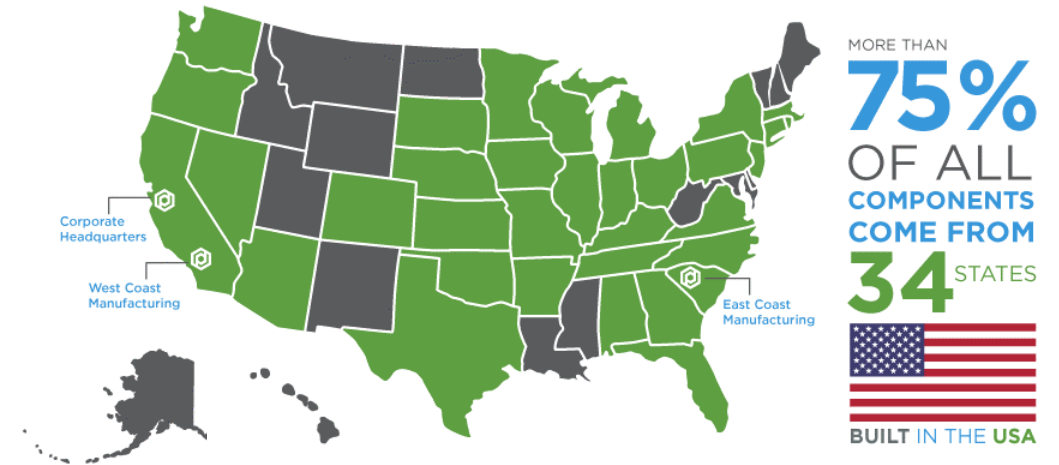 MORE THAN
75%
OF ALL
COMPONENTS
COME FROM
34 STATES
BUILT IN THE USA
Corporate
Headquarters
West Coast
Manufacturing
East Coast
Manufacturing